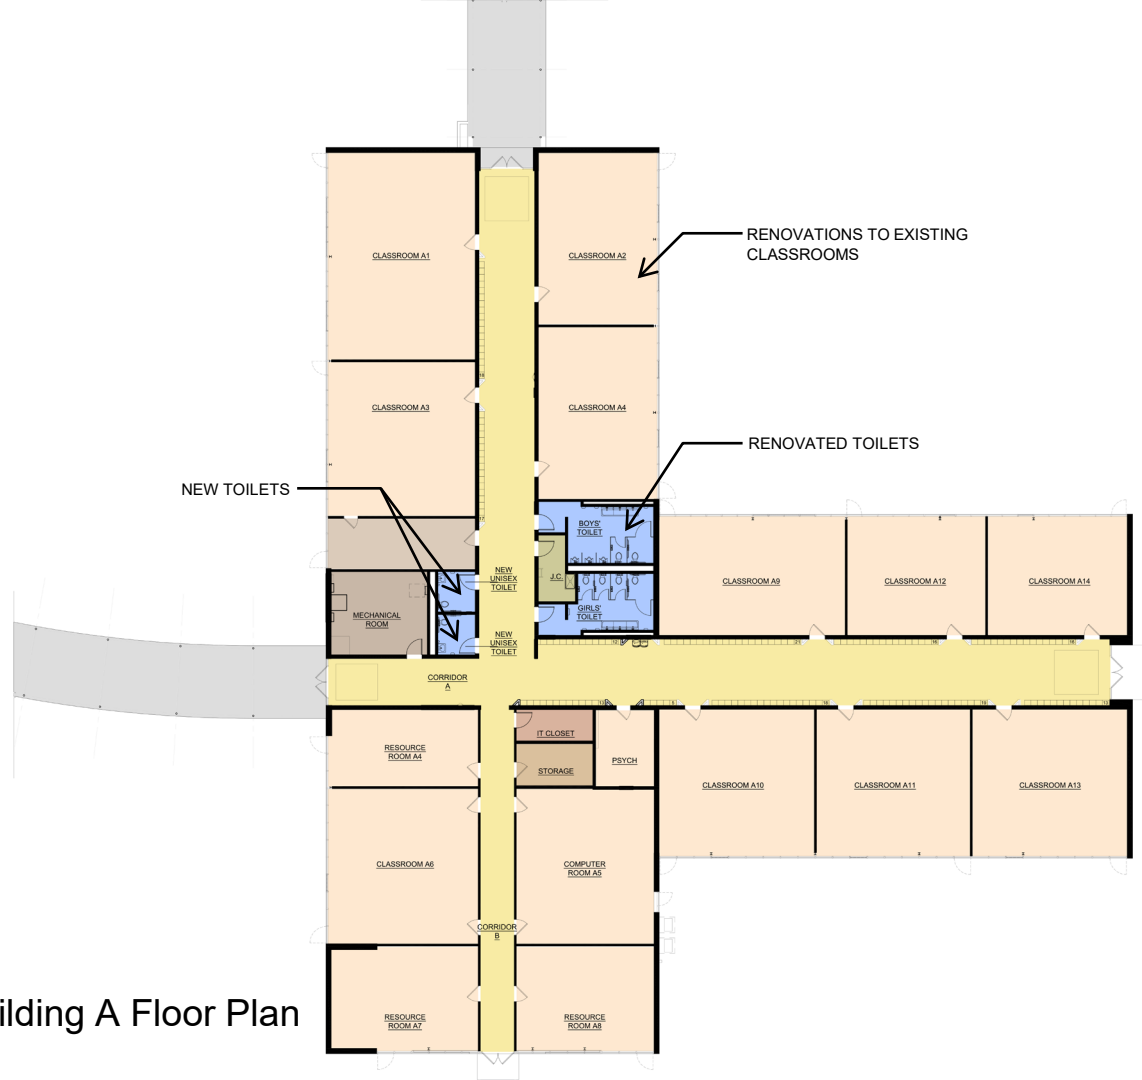 CLASSROOM A1
CLASSROOM A2
RENOVATIONS TO EXISTING
CLASSROOMS
CLASSROOM A3
CLASSROOM A4
RENOVATED TOILETS
NEW TOILETS
BOYS'
TOILET
J.C.
GIRLS'
TOILET
NEW
UNISEX
TOILET
NEW
UNISEX
TOILET
MECHANICAL
ROOM
CLASSROOM A9
CLASSROOM A12
CLASSROOM A14
CORRIDOR
A
RESOURCE
ROOM A4
IT CLOSET
STORAGE
PSYCH
CLASSROOM A10
CLASSROOM A11
CLASSROOM A13
CLASSROOM A6
COMPUTER
ROOM A5
CORRIDOR
B
RESOURCE
ROOM A7
RESOURCE
ROOM A8
ilding A Floor Plan